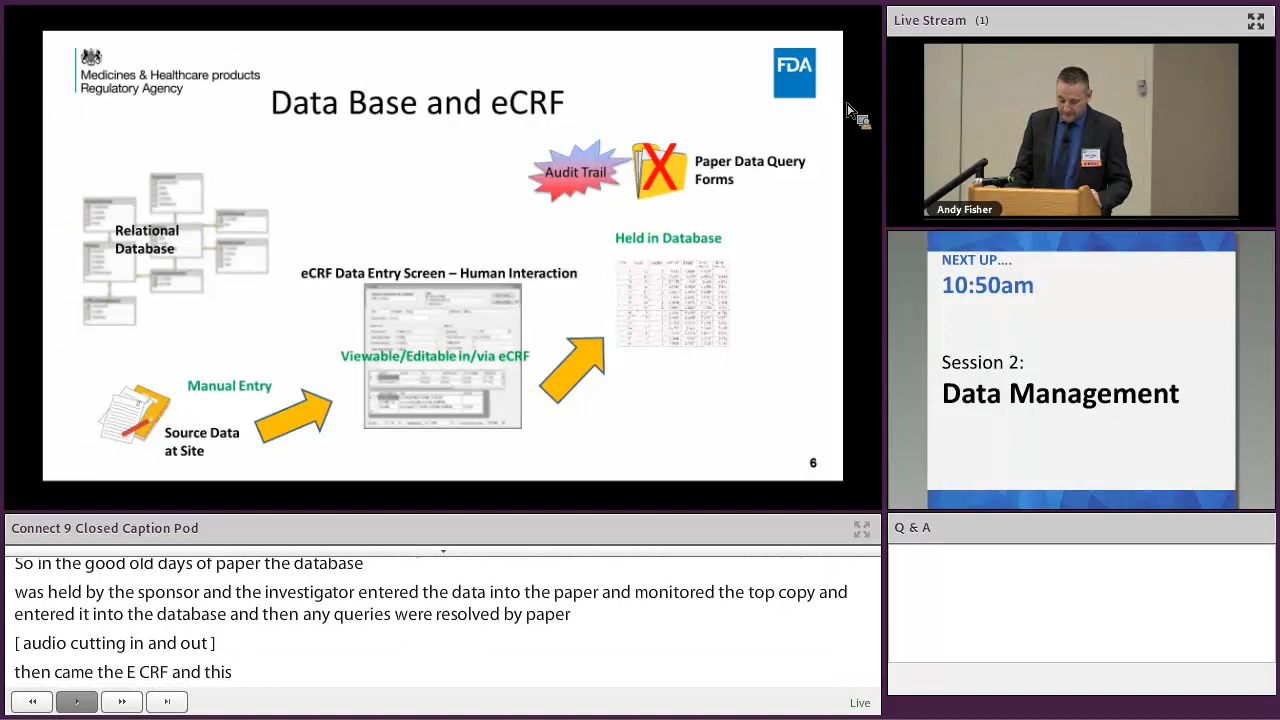 Medicines & Healthcare products
Regulatory Agency
FDA
Data Base and eCRF
Audit Trail
Paper Data Query
Forms
Relational
Database
Held in Database
eCRF Data Entry Screen – Human Interaction
Viewable/Editable in/via eCRF
Manual Entry
Source Data
at Site
6
Live Stream (1)
Andy Fisher
NEXT UP....
10:50am
Session 2:
Data Management
Connect 9 Closed Caption Pod
So in the good old days of paper the database
was held by the sponsor and the investigator entered the data into the paper and monitored the top copy and
entered it into the database and then any queries were resolved by paper
[ audio cutting in and out ]
then came the E CRF and this
Live
Q & A